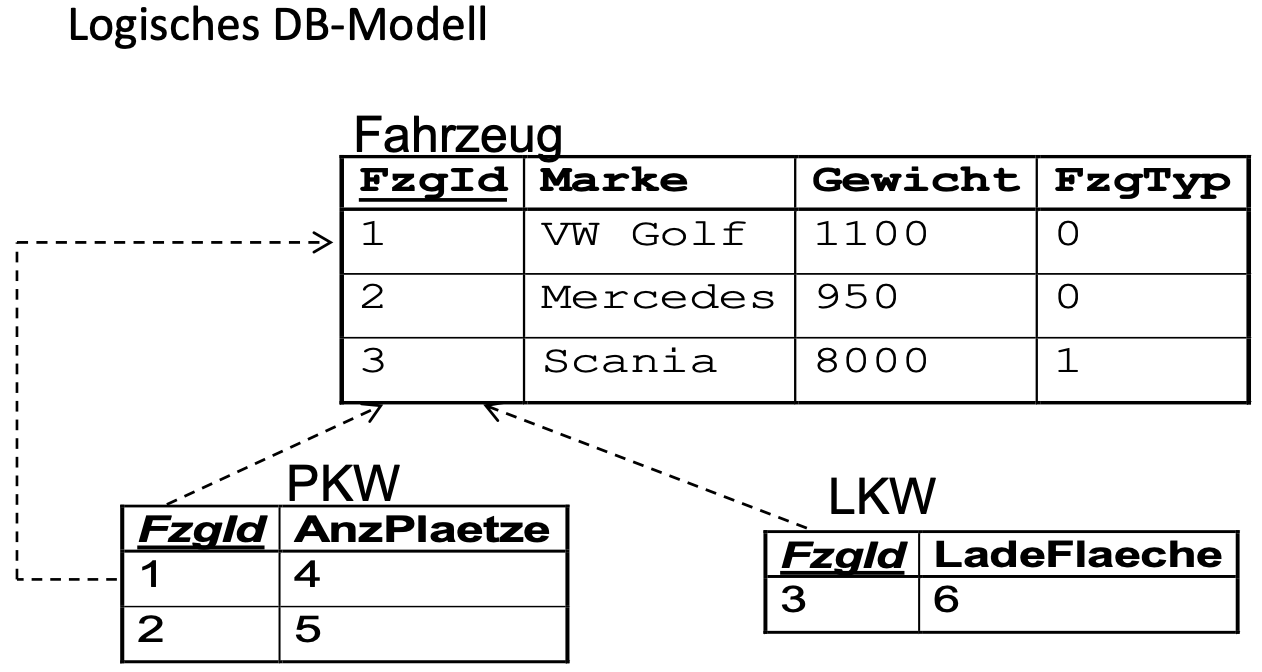 Logisches DB-Modell
Fahrzeug
FzgId Marke Gewicht FzgTyp
1 VW Golf 1100 0
2 Mercedes 950 0
3 Scania 8000 1
PKW
FzgId AnzPlaetze
1 4
2 5
LKW
FzgId LadeFlaeche
3 6